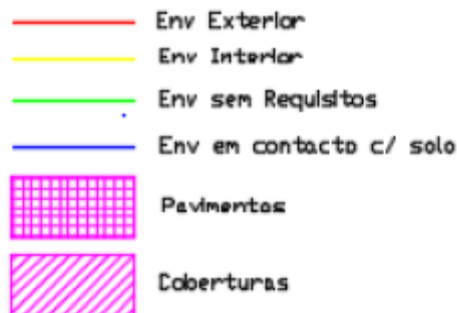 Env Exterior
Env Interior
Env sem Requisitos
Env em contacto c/ solo
Pavimentos
Coberturas